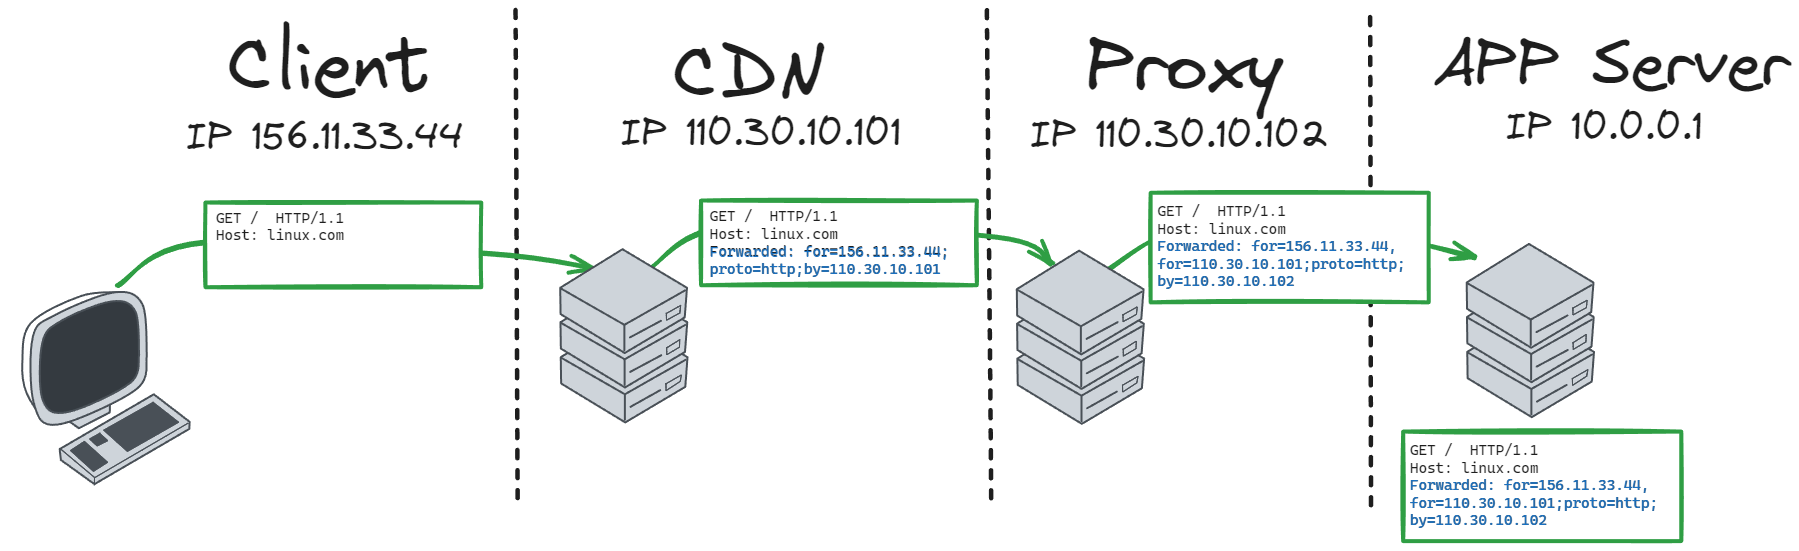 Client
IP 156.11.33.44
CDN
IP 110.30.10.101
Proxy
IP 110.30.10.102
APP Server
IP 10.0.0.1
GET /  HTTP/1.1
Host: linux.com
GET /  HTTP/1.1
Host: linux.com
Forwarded: for=156.11.33.44;
proto=http;by=110.30.10.101
GET /  HTTP/1.1
Host: linux.com
Forwarded: for=156.11.33.44,
for=110.30.10.101;proto=http;
by=110.30.10.102
GET /  HTTP/1.1
Host: linux.com
Forwarded: for=156.11.33.44,
for=110.30.10.101;proto=http;
by=110.30.10.102